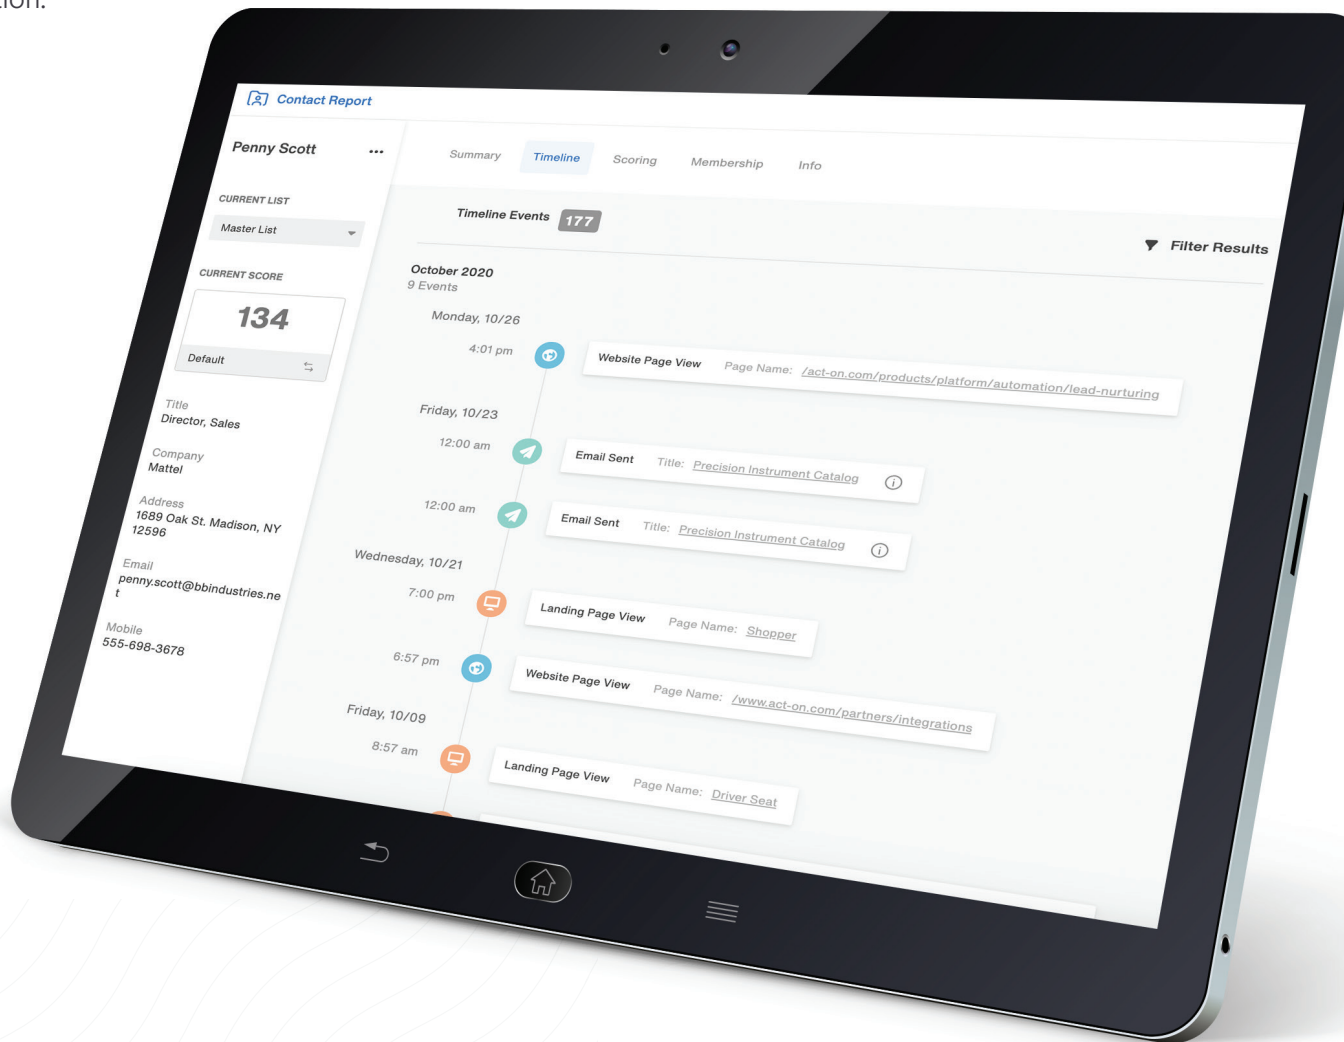 tion.
Contact Report
Penny Scott
CURRENT LIST
Master List
CURRENT SCORE
134
Default
Title
Director, Sales
Company
Mattel
Address
1689 Oak St. Madison, NY
12596
Email
penny.scott@bbindustries.ne
t
Mobile
555-698-3678
Summary Timeline Scoring Membership Info
Timeline Events 177
Filter Results
October 2020
9 Events
Monday, 10/26
4:01 pm Website Page View Page Name: /act-on.com/products/platform/automation/lead-nurturing
Friday, 10/23
12:00 am Email Sent Title: Precision Instrument Catalog
12:00 am Email Sent Title: Precision Instrument Catalog
Wednesday, 10/21
7:00 pm Landing Page View Page Name: Shopper
6:57 pm Website Page View Page Name: /www.act-on.com/partners/integrations
Friday, 10/09
8:57 am Landing Page View Page Name: Driver Seat